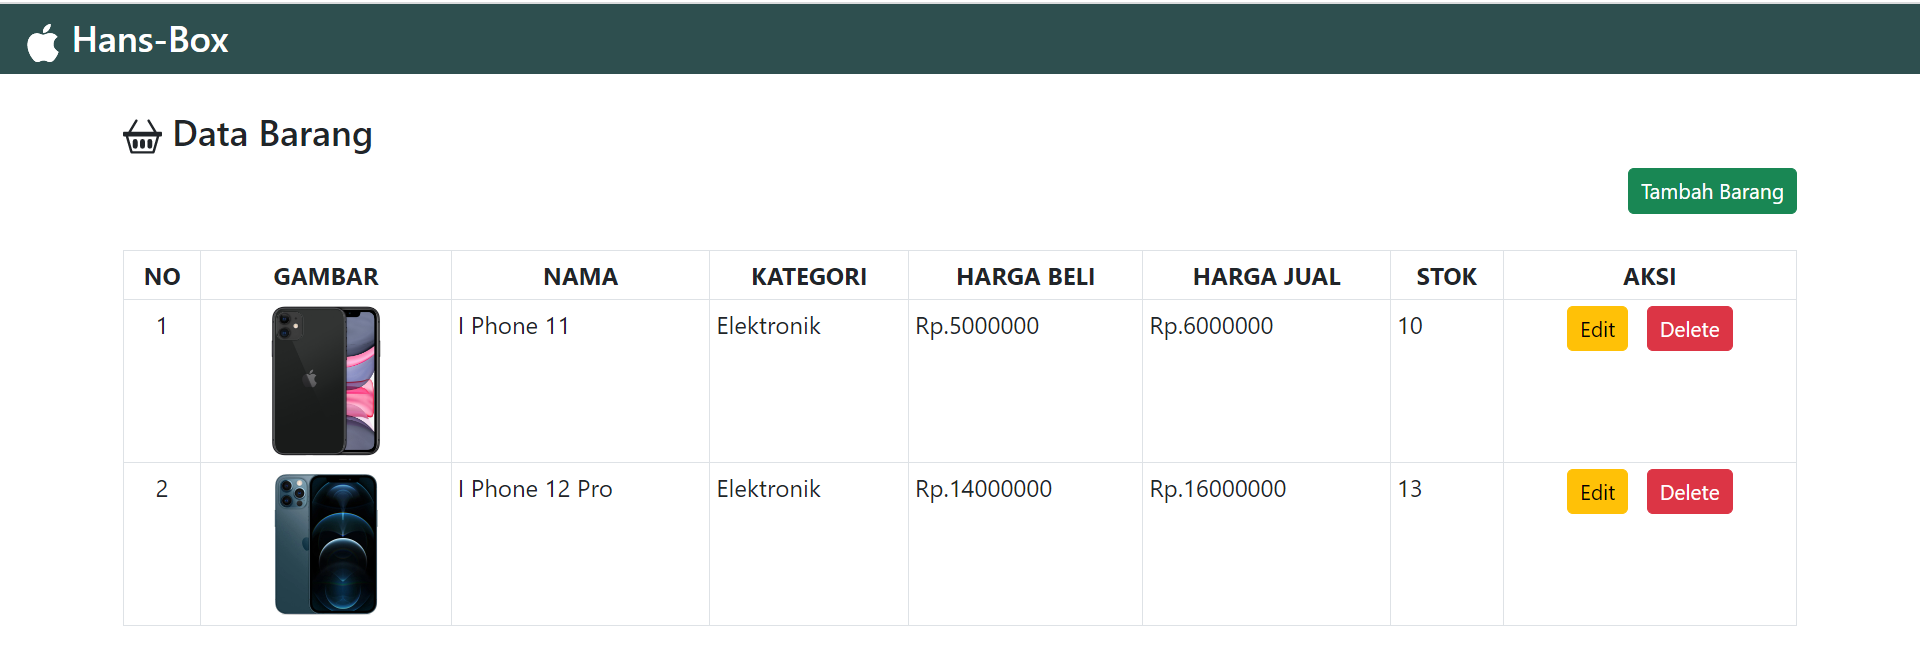 Hans-Box
Data Barang
Tambah Barang
NO GAMBAR NAMA KATEGORI HARGA BELI HARGA JUAL STOK AKSI
1 I Phone 11 Elektronik Rp.5000000 Rp.6000000 10 Edit Delete
2 I Phone 12 Pro Elektronik Rp.14000000 Rp.16000000 13 Edit Delete